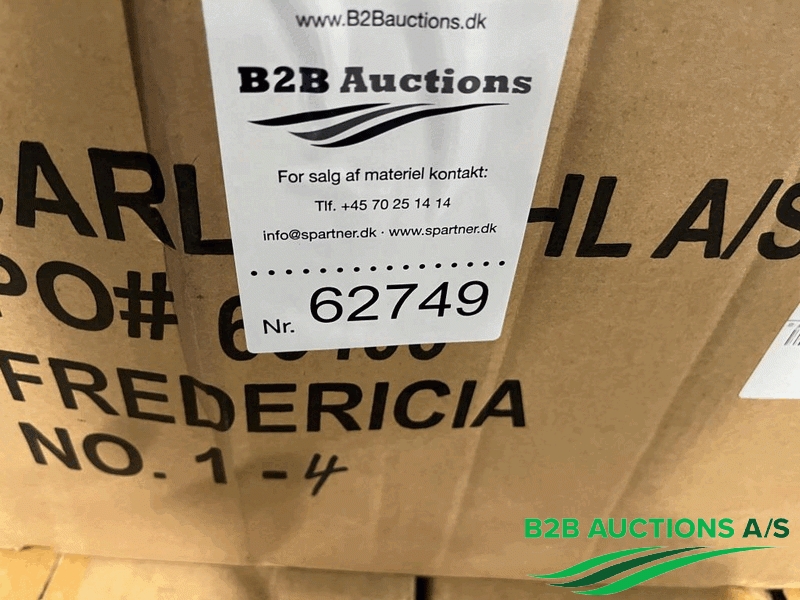 www.B2Bauctions.dk
B2B Auctions
For salg af materiel kontakt:
Tlf. +45 70 25 14 14
info@spartner.dk · www.spartner.dk
Nr. 62749
A/S
PO#
FREDERICIA
NO. 1 - 4
B2B AUCTIONS A/S